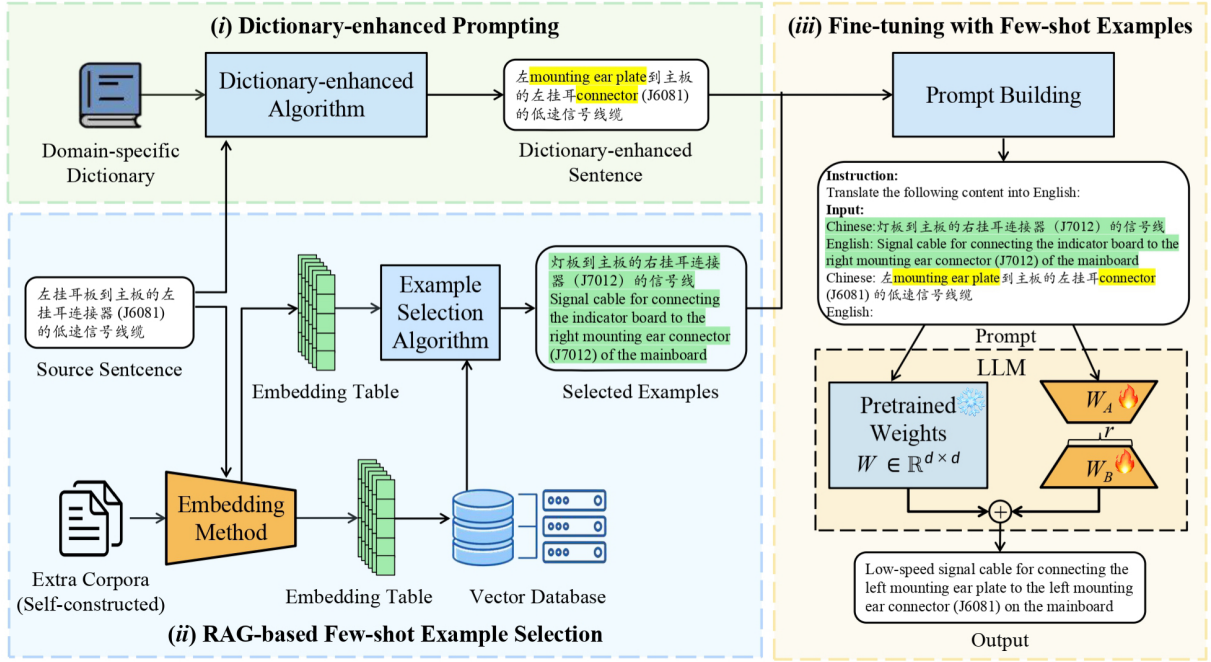 (i) Dictionary-enhanced Prompting
Domain-specific
Dictionary
Dictionary-enhanced
Algorithm
左mounting ear plate到主板
的左挂耳connector (J6081)
的低速信号线缆
Dictionary-enhanced
Sentence
左挂耳板到主板的左
挂耳连接器 (J6081)
的低速信号线缆
Source Sentcence
Embedding Table
Example
Selection
Algorithm
灯板到主板的右挂耳连接
器（J7012）的信号线
Signal cable for connecting
the indicator board to the
right mounting ear connector
(J7012) of the mainboard
Selected Examples
Extra Corpora
(Self-constructed)
Embedding
Method
Embedding Table
Vector Database
(ii) RAG-based Few-shot Example Selection
(iii) Fine-tuning with Few-shot Examples
Prompt Building
Instruction:
Translate the following content into English:
Input:
Chinese:灯板到主板的右挂耳连接器（J7012）的信号线
English: Signal cable for connecting the indicator board to the
right mounting ear connector (J7012) of the mainboard
Chinese: 左mounting ear plate到主板的左挂耳connector
(J6081) 的低速信号线缆
English:
Prompt
LLM
Pretrained
Weights
W ∈ ℝ^{d × d}
W_A
r
W_B
+
Low-speed signal cable for connecting the
left mounting ear plate to the left mounting
ear connector (J6081) on the mainboard
Output